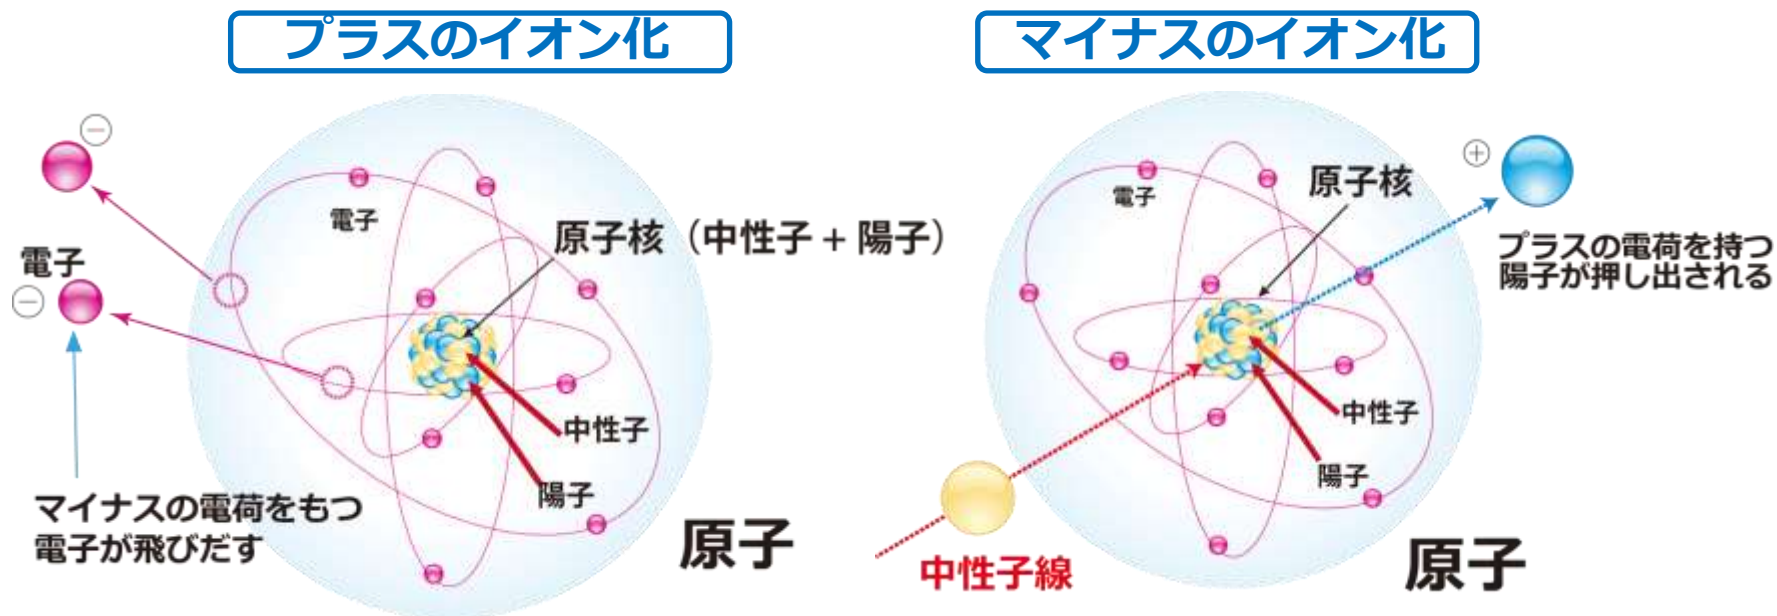 プラスのイオン化
電子
原子核（中性子 + 陽子）
電子
中性子
陽子
マイナスの電荷をもつ
電子が飛びだす
原子
マイナスのイオン化
電子
原子核
プラスの電荷を持つ
陽子が押し出される
中性子
陽子
中性子線
原子